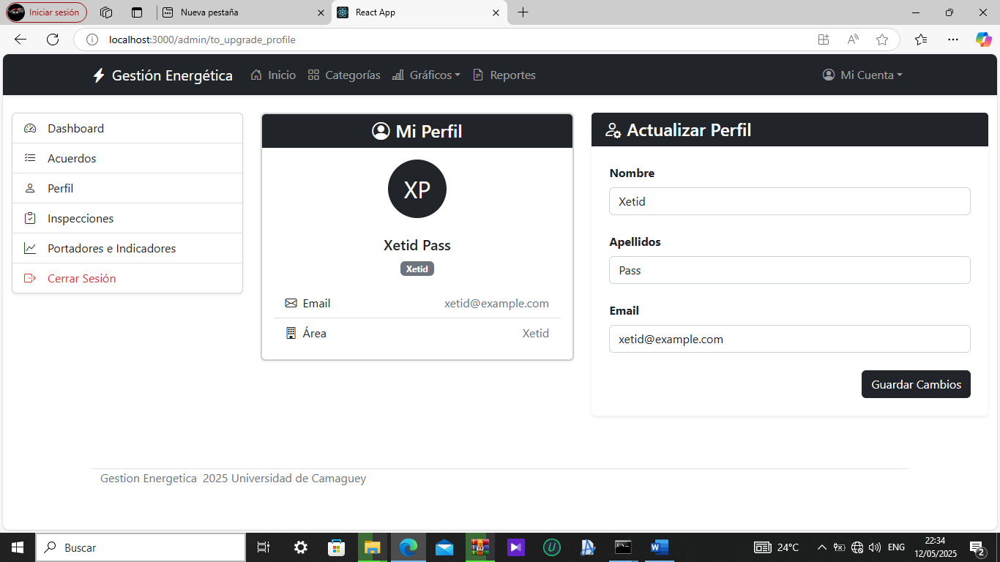 Iniciar sesión
Nueva pestaña
React App
localhost:3000/admin/to_upgrade_profile
Gestión Energética
Inicio
Categorías
Gráficos
Reportes
Mi Cuenta
Dashboard
Acuerdos
Perfil
Inspecciones
Portadores e Indicadores
Cerrar Sesión
Mi Perfil
XP
Xetid Pass
Xetid
Email xetid@example.com
Área Xetid
Actualizar Perfil
Nombre
Xetid
Apellidos
Pass
Email
xetid@example.com
Guardar Cambios
Gestion Energetica 2025 Universidad de Camaguey
Buscar
24°C
ENG
22:34
12/05/2025
2